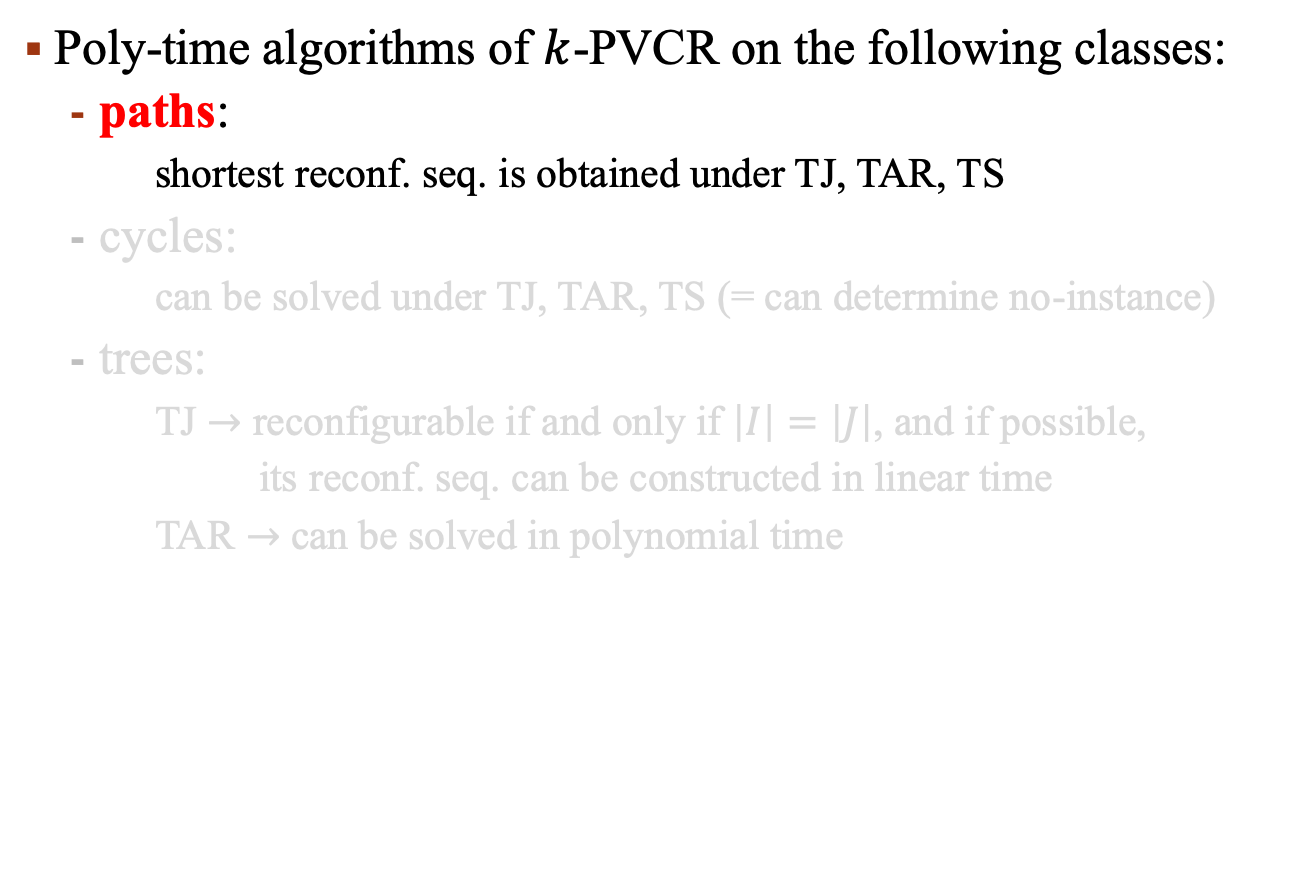 ▪ Poly-time algorithms of k-PVCR on the following classes:
- paths:
shortest reconf. seq. is obtained under TJ, TAR, TS
- cycles:
can be solved under TJ, TAR, TS (= can determine no-instance)
- trees:
TJ → reconfigurable if and only if |I| = |J|, and if possible,
its reconf. seq. can be constructed in linear time
TAR → can be solved in polynomial time